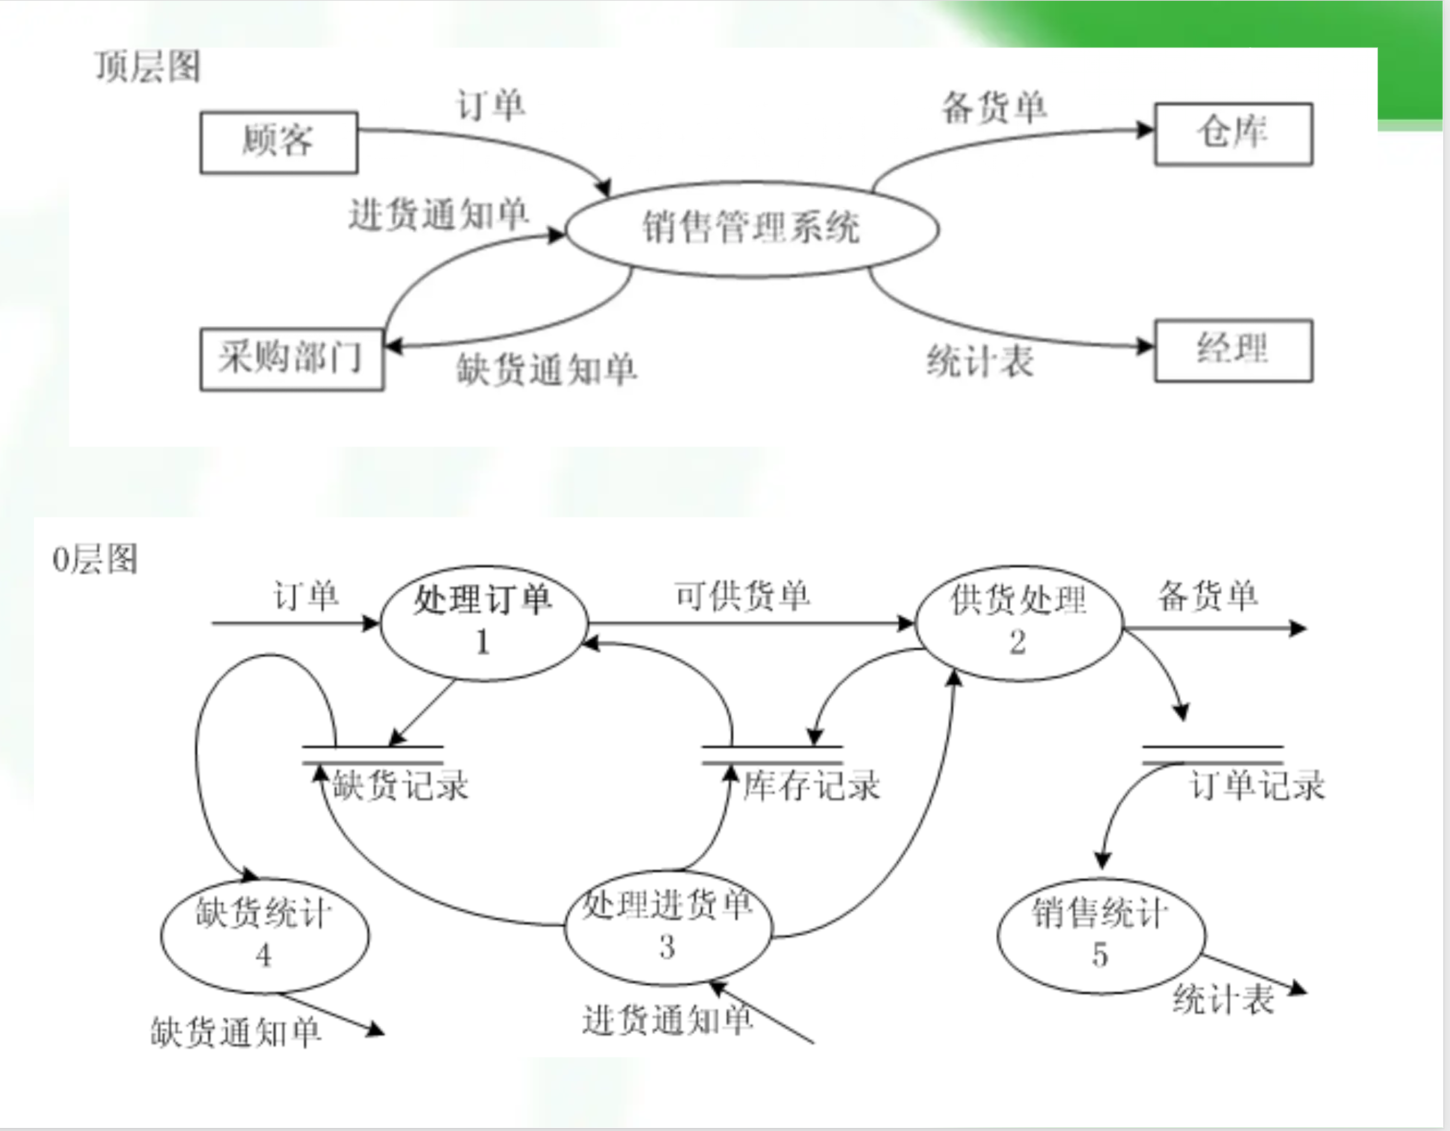 顶层图
订单
备货单
顾客
仓库
进货通知单
销售管理系统
采购部门
缺货通知单
统计表
经理
0层图
订单
处理订单
1
可供货单
供货处理
2
备货单
缺货记录
库存记录
订单记录
缺货统计
4
处理进货单
3
销售统计
5
缺货通知单
进货通知单
统计表